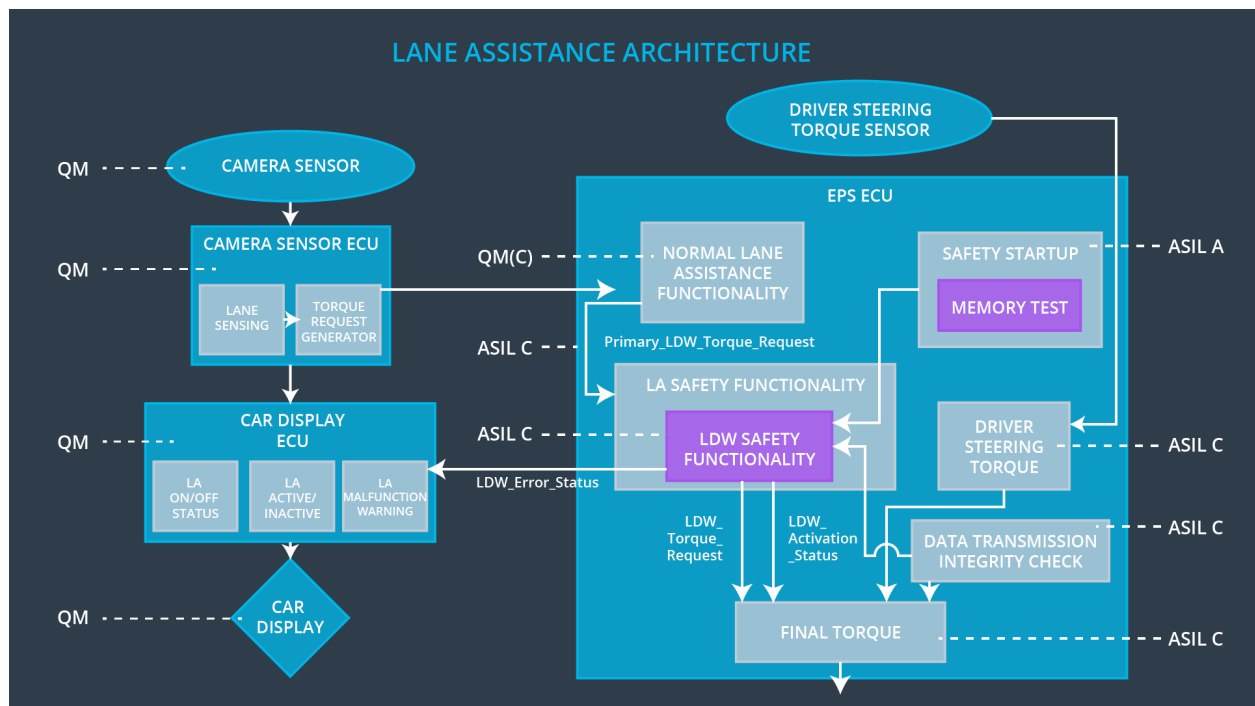 LANE ASSISTANCE ARCHITECTURE
DRIVER STEERING
TORQUE SENSOR
QM
CAMERA SENSOR
EPS ECU
QM
CAMERA SENSOR ECU
LANE
SENSING
TORQUE
REQUEST
GENERATOR
QM(C)
NORMAL LANE
ASSISTANCE
FUNCTIONALITY
SAFETY STARTUP
MEMORY TEST
ASIL A
ASIL C
Primary_LDW_Torque_Request
LA SAFETY FUNCTIONALITY
ASIL C
LDW SAFETY
FUNCTIONALITY
DRIVER
STEERING
TORQUE
ASIL C
QM
CAR DISPLAY
ECU
LA
ON/OFF
STATUS
LA
ACTIVE/
INACTIVE
LA
MALFUNCTION
WARNING
LDW_Error_Status
LDW_
Torque_
Request
LDW_
Activation
_Status
DATA TRANSMISSION
INTEGRITY CHECK
ASIL C
QM
CAR
DISPLAY
FINAL TORQUE
ASIL C